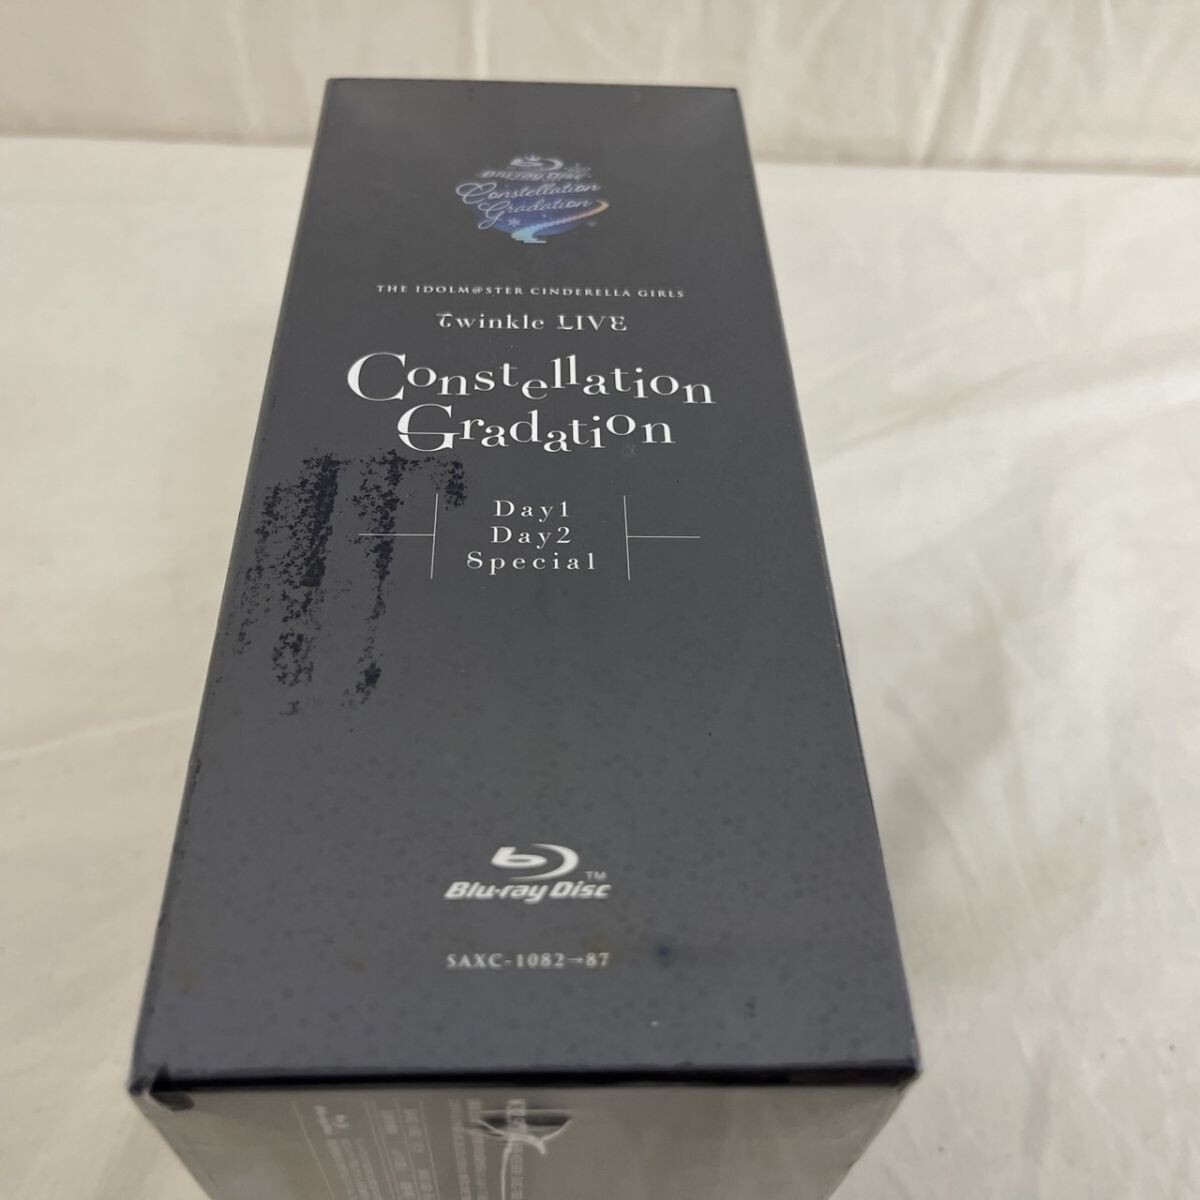 Blu-ray Disc
Constellation
Gradation
THE IDOLM@STER CINDERELLA GIRLS
Twinkle LIVE
Constellation
Gradation
Day1
Day2
Special
Blu-ray Disc™
SAXC-1082→87